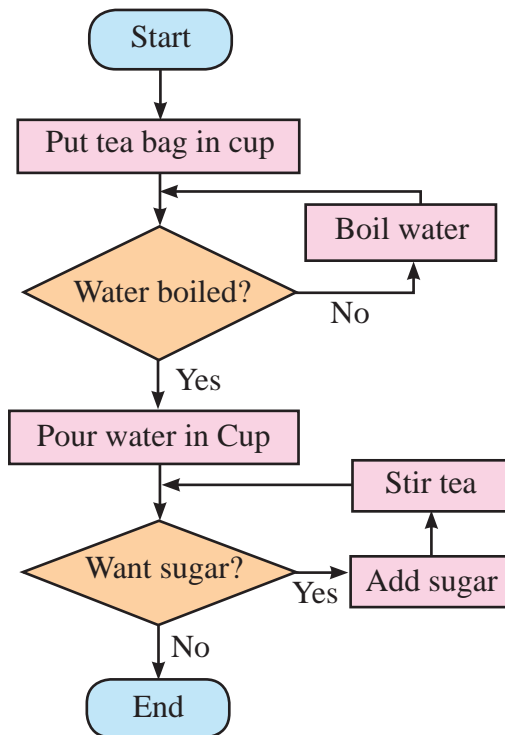 Start
Put tea bag in cup
Boil water
Water boiled?
No
Yes
Pour water in Cup
Stir tea
Want sugar?
Yes
Add sugar
No
End